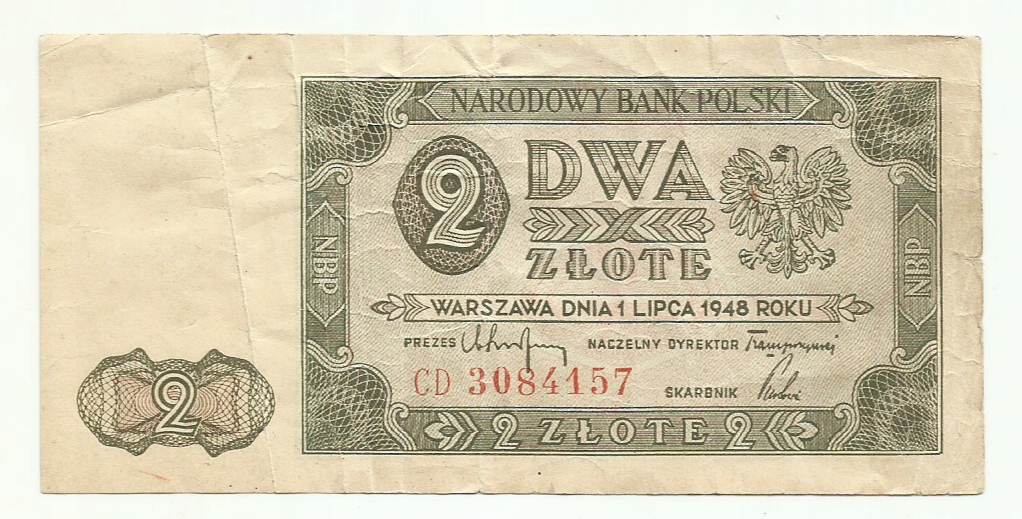 NARODOWY BANK POLSKI
2
DWA
ZŁOTE
NBP
NBP
WARSZAWA DNIA 1 LIPCA 1948 ROKU
PREZES NACZELNY DYREKTOR
CD 3084157
SKARBNIK
2
2 ZŁOTE 2